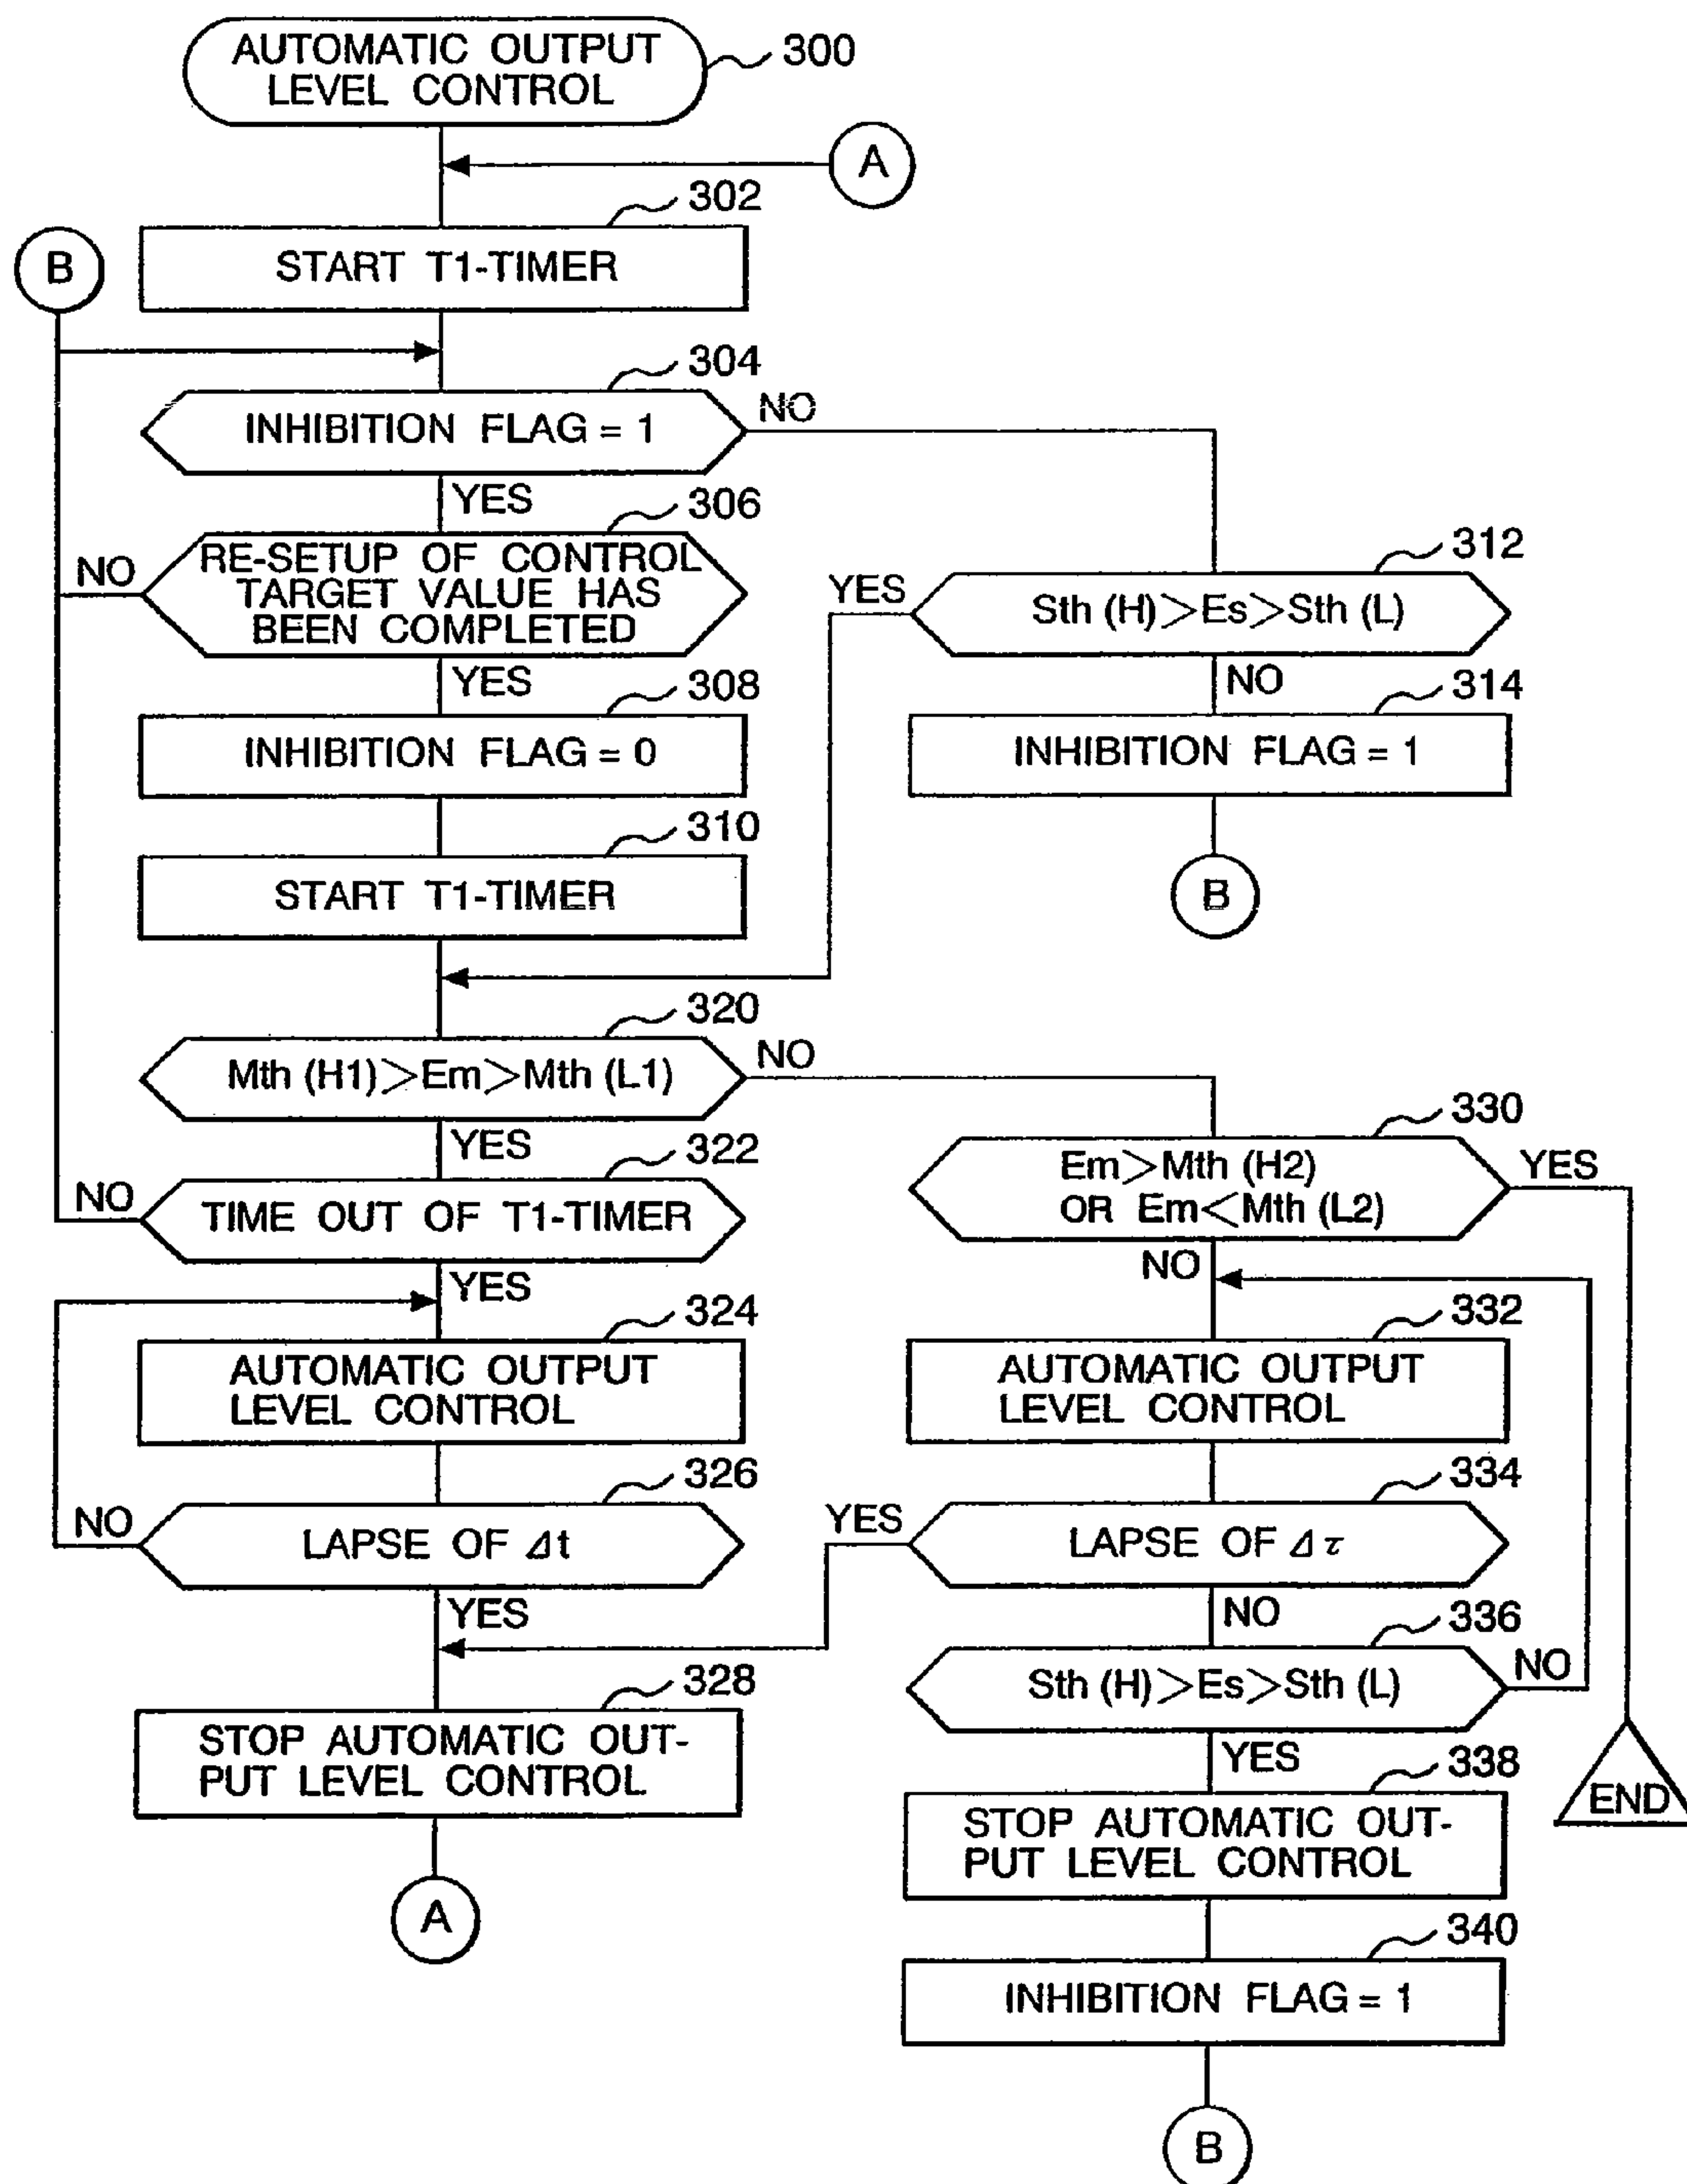 AUTOMATIC OUTPUT
LEVEL CONTROL
300
A
302
START T1-TIMER
B
304
INHIBITION FLAG = 1
NO
YES
306
RE-SETUP OF CONTROL
TARGET VALUE HAS
BEEN COMPLETED
NO
YES
308
INHIBITION FLAG = 0
310
START T1-TIMER
312
Sth (H)>Es>Sth (L)
YES
NO
314
INHIBITION FLAG = 1
B
320
Mth (H1)>Em>Mth (L1)
NO
YES
322
TIME OUT OF T1-TIMER
NO
YES
324
AUTOMATIC OUTPUT
LEVEL CONTROL
326
LAPSE OF Δt
NO
YES
328
STOP AUTOMATIC OUT-
PUT LEVEL CONTROL
A
330
Em>Mth (H2)
OR Em<Mth (L2)
YES
NO
332
AUTOMATIC OUTPUT
LEVEL CONTROL
334
LAPSE OF Δτ
YES
NO
336
Sth (H)>Es>Sth (L)
NO
YES
END
338
STOP AUTOMATIC OUT-
PUT LEVEL CONTROL
340
INHIBITION FLAG = 1
B